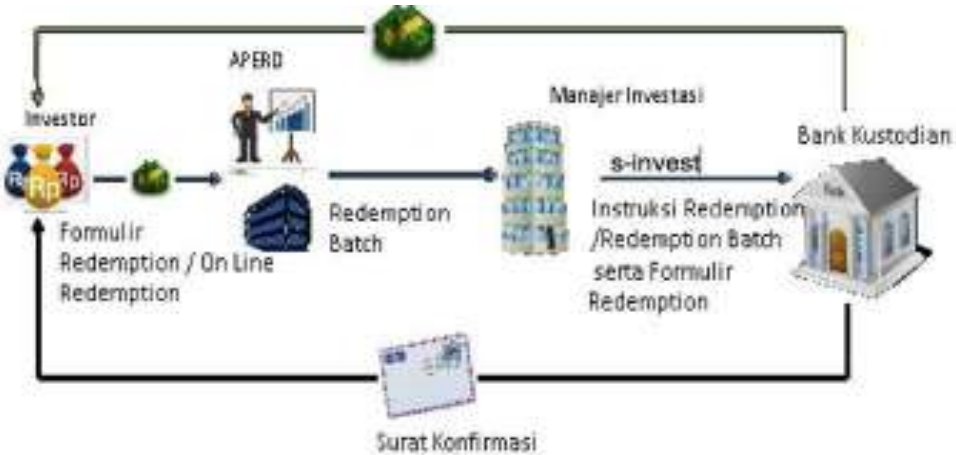 APERD
Manajer Investasi
Investor
Bank Kustodian
s-invest
Rp
Formulir
Redemption / On Line
Redemption
Redemption
Batch
Instruksi Redemption
/Redemption Batch
serta Formulir
Redemption
Surat Konfirmasi